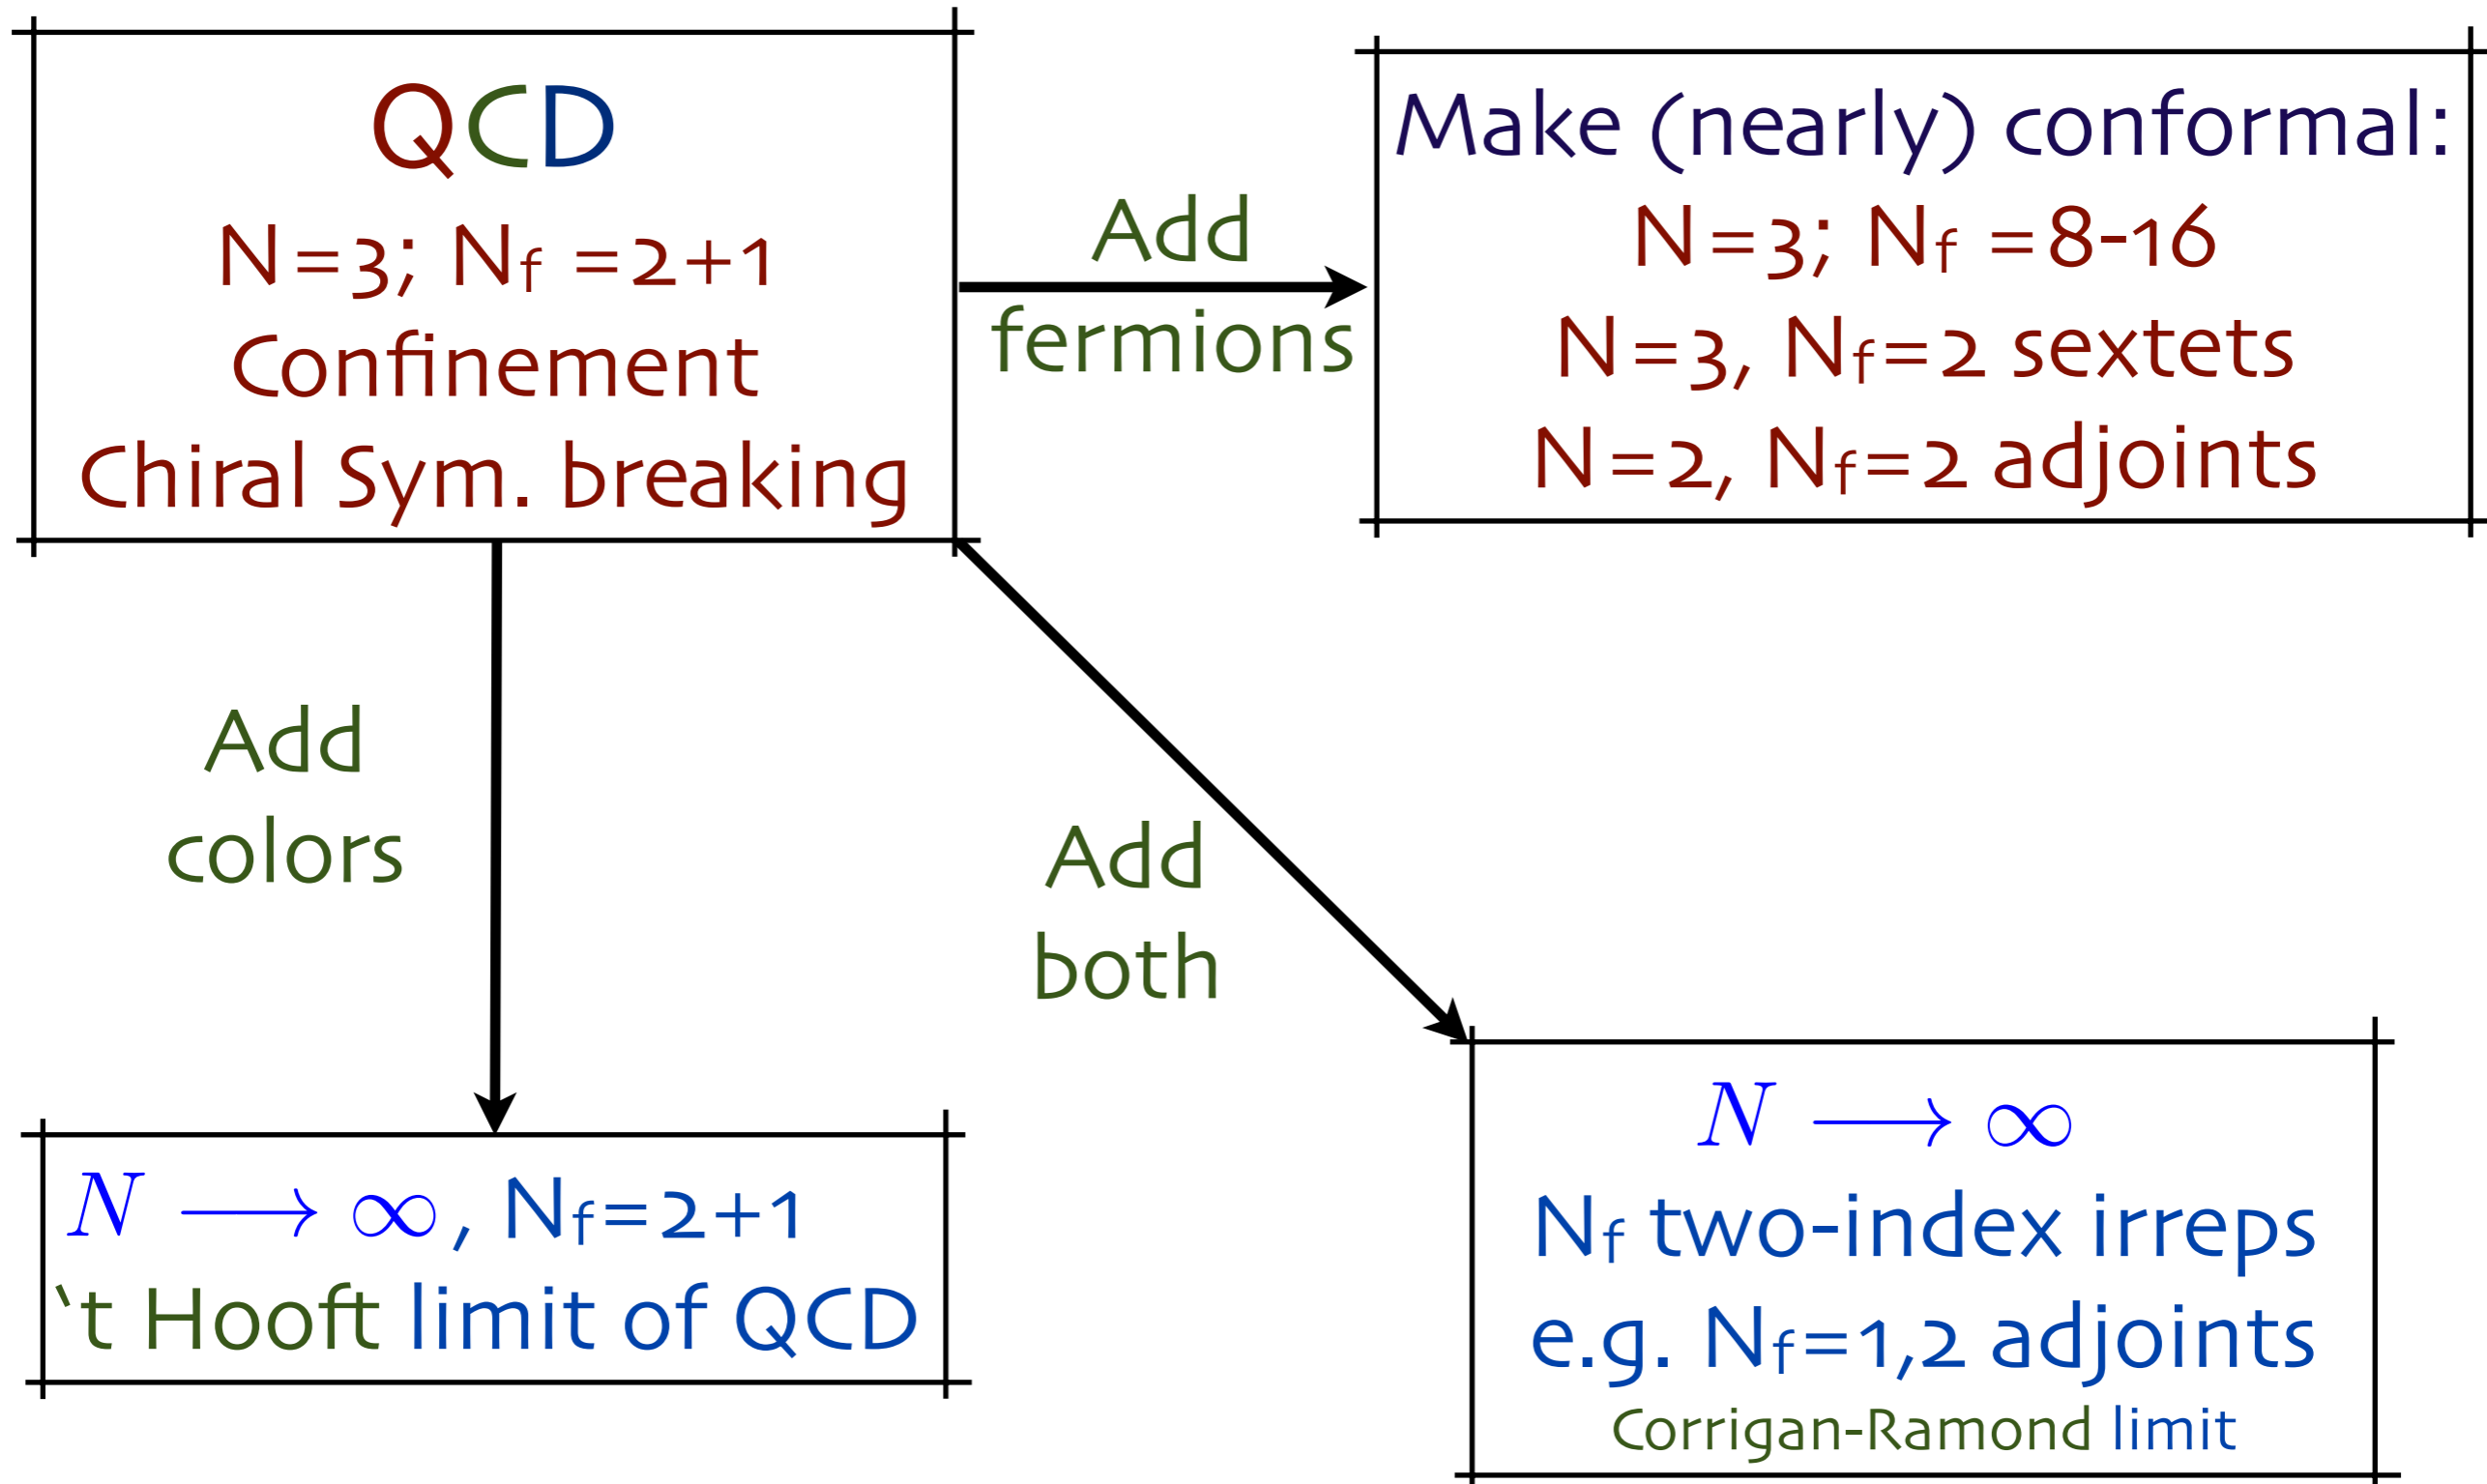 QCD
N=3; Nf =2+1
Confinement
Chiral Sym. breaking
Add
fermions
Make (nearly) conformal:
N=3; Nf =8-16
N=3, Nf=2 sextets
N=2, Nf=2 adjoints
Add
colors
Add
both
N ⟶ ∞, Nf=2+1
‘t Hooft limit of QCD
N ⟶ ∞
Nf two-index irreps
e.g. Nf=1,2 adjoints
Corrigan-Ramond limit